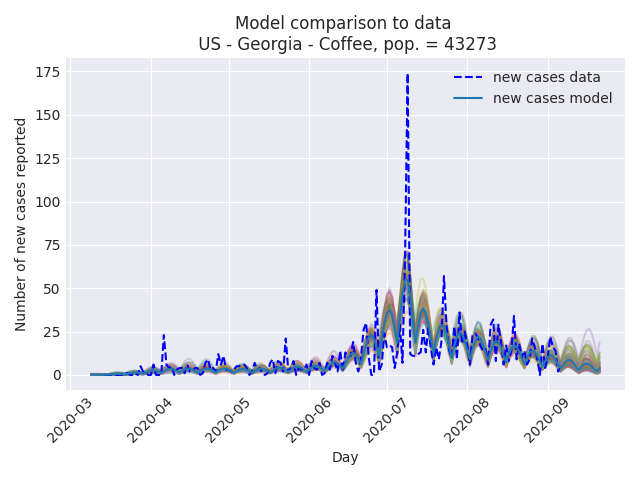 Model comparison to data
US - Georgia - Coffee, pop. = 43273
new cases data
new cases model
Number of new cases reported
175
150
125
100
75
50
25
0
2020-03
2020-04
2020-05
2020-06
2020-07
2020-08
2020-09
Day